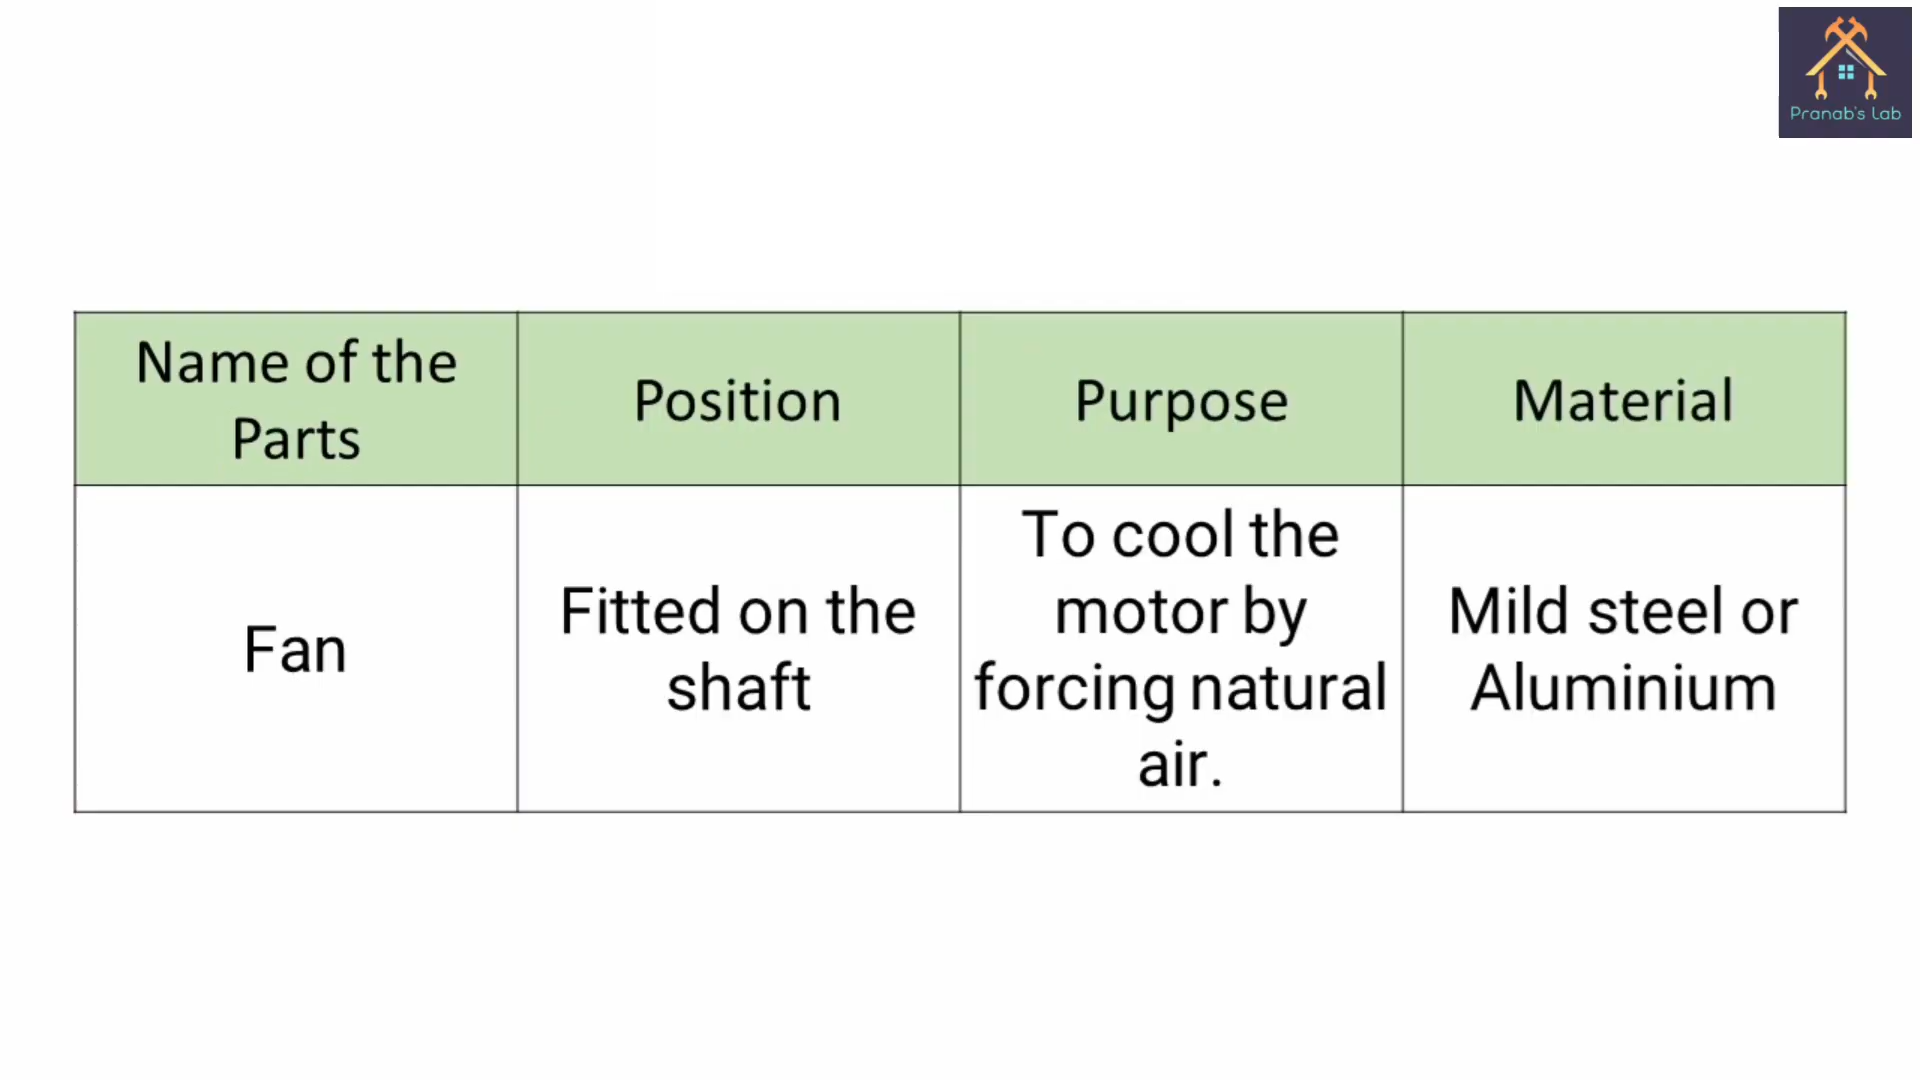 Pranab's Lab
Name of the
Parts
Position
Purpose
Material
Fan
Fitted on the
shaft
To cool the
motor by
forcing natural
air.
Mild steel or
Aluminium